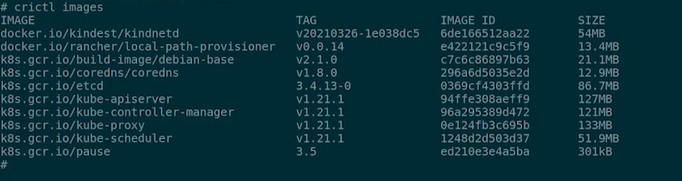 # crictl images
IMAGE TAG IMAGE ID SIZE
docker.io/kindest/kindnetd v20210326-1e038dc5 6de166512aa22 54MB
docker.io/rancher/local-path-provisioner v0.0.14 e422121c9c5f9 13.4MB
k8s.gcr.io/build-image/debian-base v2.1.0 c7c6c86897b63 21.1MB
k8s.gcr.io/coredns/coredns v1.8.0 296a6d5035e2d 12.9MB
k8s.gcr.io/etcd 3.4.13-0 0369cf4303ffd 86.7MB
k8s.gcr.io/kube-apiserver v1.21.1 94ffe308aeff9 127MB
k8s.gcr.io/kube-controller-manager v1.21.1 96a295389d472 121MB
k8s.gcr.io/kube-proxy v1.21.1 0e124fb3c695b 133MB
k8s.gcr.io/kube-scheduler v1.21.1 1248d2d503d37 51.9MB
k8s.gcr.io/pause 3.5 ed210e3e4a5ba 301kB
#